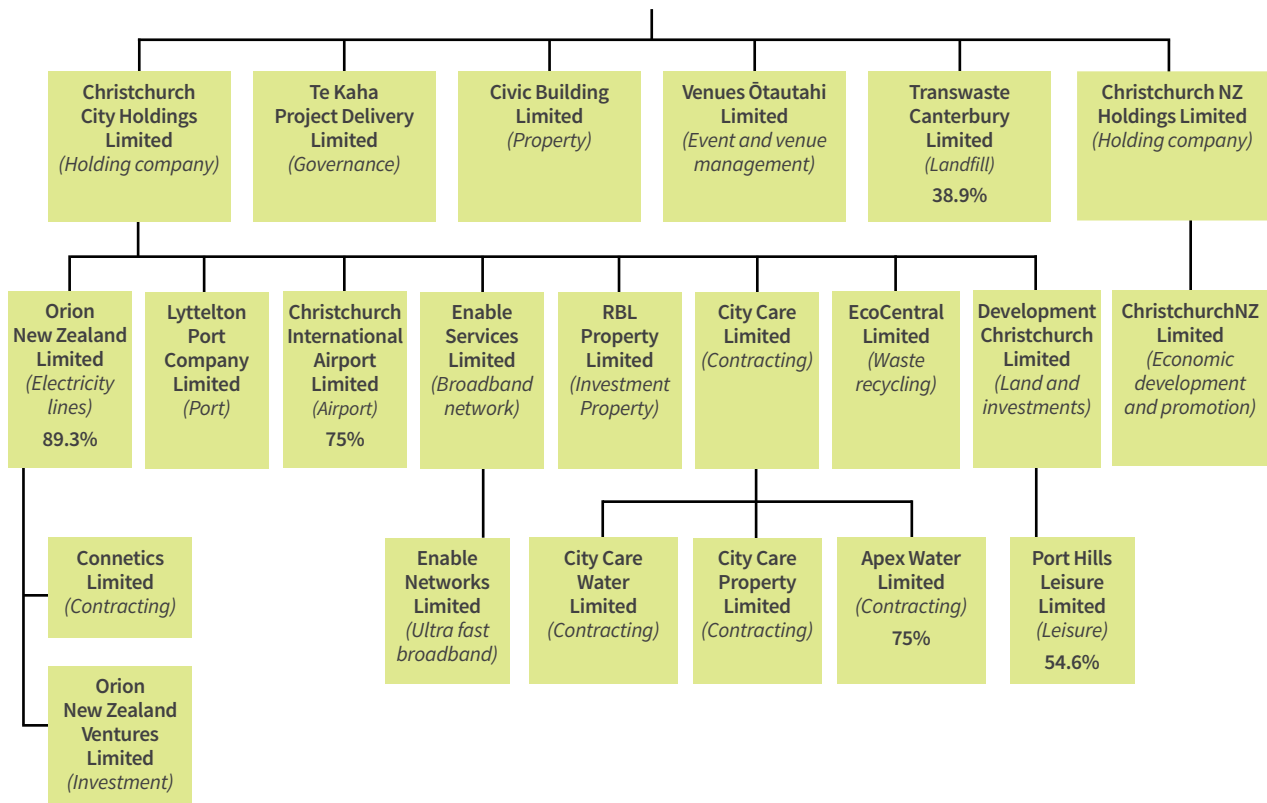 Christchurch
City Holdings
Limited
(Holding company)
Te Kaha
Project Delivery
Limited
(Governance)
Civic Building
Limited
(Property)
Venues Ōtautahi
Limited
(Event and venue
management)
Transwaste
Canterbury
Limited
(Landfill)
38.9%
Christchurch NZ
Holdings Limited
(Holding company)
Orion
New Zealand
Limited
(Electricity
lines)
89.3%
Lyttelton
Port
Company
Limited
(Port)
Christchurch
International
Airport
Limited
(Airport)
75%
Enable
Services
Limited
(Broadband
network)
RBL
Property
Limited
(Investment
Property)
City Care
Limited
(Contracting)
EcoCentral
Limited
(Waste
recycling)
Development
Christchurch
Limited
(Land and
investments)
ChristchurchNZ
Limited
(Economic
development
and promotion)
Connetics
Limited
(Contracting)
Enable
Networks
Limited
(Ultra fast
broadband)
City Care
Water
Limited
(Contracting)
City Care
Property
Limited
(Contracting)
Apex Water
Limited
(Contracting)
75%
Port Hills
Leisure
Limited
(Leisure)
54.6%
Orion
New Zealand
Ventures
Limited
(Investment)